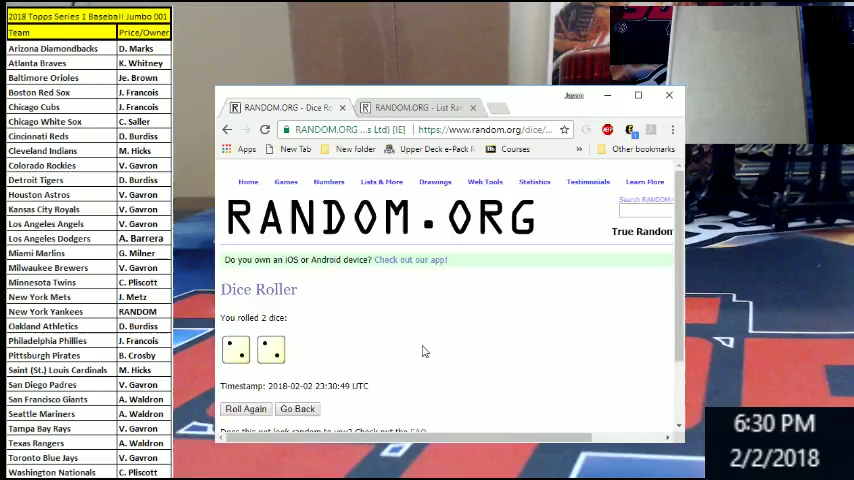 2018 Topps Series 1 Baseball Jumbo 001
Team Price/Owner
Arizona Diamondbacks D. Marks
Atlanta Braves K. Whitney
Baltimore Orioles Je. Brown
Boston Red Sox J. Francois
Chicago Cubs J. Francois
Chicago White Sox C. Saller
Cincinnati Reds D. Burdiss
Cleveland Indians M. Hicks
Colorado Rockies V. Gavron
Detroit Tigers D. Burdiss
Houston Astros V. Gavron
Kansas City Royals V. Gavron
Los Angeles Angels V. Gavron
Los Angeles Dodgers A. Barrera
Miami Marlins G. Milner
Milwaukee Brewers V. Gavron
Minnesota Twins C. Pliscott
New York Mets J. Metz
New York Yankees RANDOM
Oakland Athletics D. Burdiss
Philadelphia Phillies J. Francois
Pittsburgh Pirates B. Crosby
Saint (St.) Louis Cardinals M. Hicks
San Diego Padres V. Gavron
San Francisco Giants A. Waldron
Seattle Mariners A. Waldron
Tampa Bay Rays V. Gavron
Texas Rangers A. Waldron
Toronto Blue Jays V. Gavron
Washington Nationals C. Pliscott
RANDOM.ORG - Dice Ro
RANDOM.ORG - List Ran
RANDOM.ORG ...s Ltd) [IE] https://www.random.org/dice/...
Apps New Tab New folder Upper Deck e-Pack Courses » Other bookmarks
Home Games Numbers Lists & More Drawings Web Tools Statistics Testimonials Learn More
RANDOM.ORG
Search RANDOM
True Random
Do you own an iOS or Android device? Check out our app!
Dice Roller
You rolled 2 dice:
Timestamp: 2018-02-02 23:30:49 UTC
Roll Again Go Back
Does this not look random to you? Check out the FAQ
6:30 PM
2/2/2018